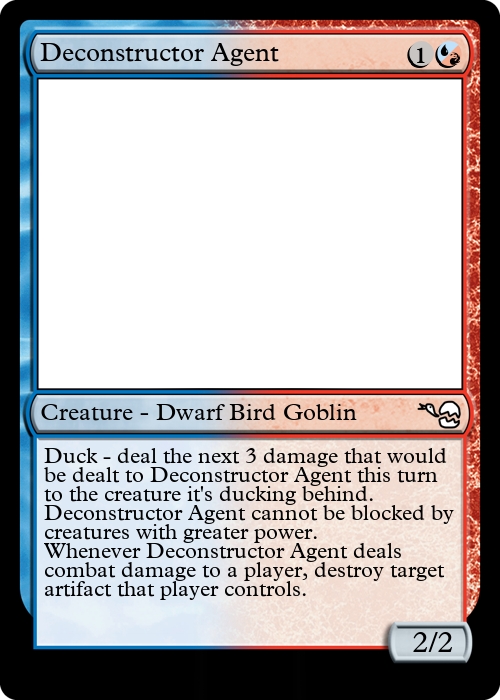 Deconstructor Agent 1
Creature - Dwarf Bird Goblin
Duck - deal the next 3 damage that would
be dealt to Deconstructor Agent this turn
to the creature it's ducking behind.
Deconstructor Agent cannot be blocked by
creatures with greater power.
Whenever Deconstructor Agent deals
combat damage to a player, destroy target
artifact that player controls.
2/2